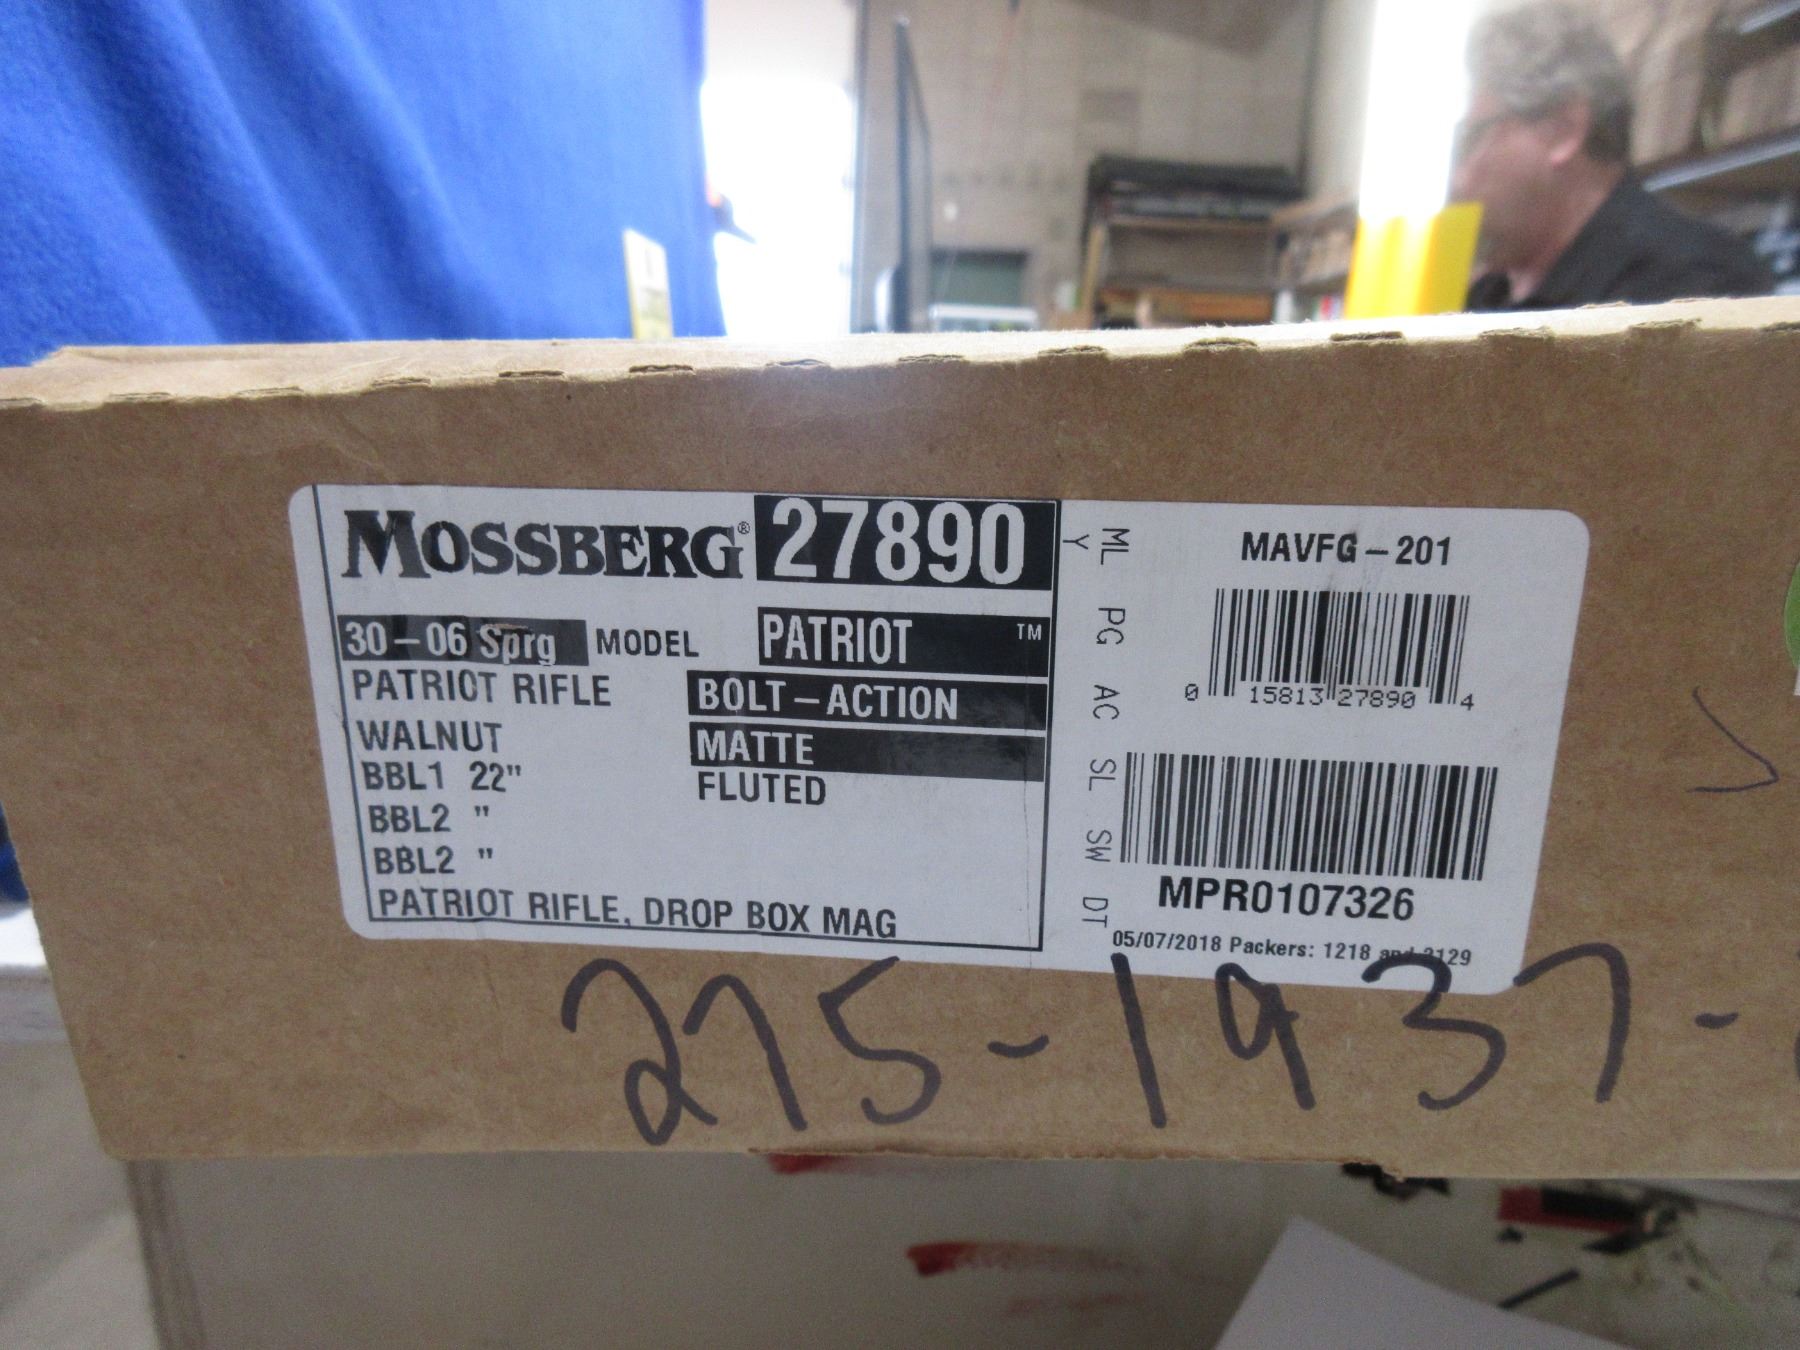 MOSSBERG® 27890
30-06 Sprg MODEL PATRIOT ™
PATRIOT RIFLE BOLT-ACTION
WALNUT MATTE
BBL1 22" FLUTED
BBL2 "
BBL2 "
PATRIOT RIFLE, DROP BOX MAG
ML PG AC SL SW DT
Y
MAVFG-201
0 15813 27890 4
MPR0107326
05/07/2018 Packers: 1218 and 2129
275-1937-